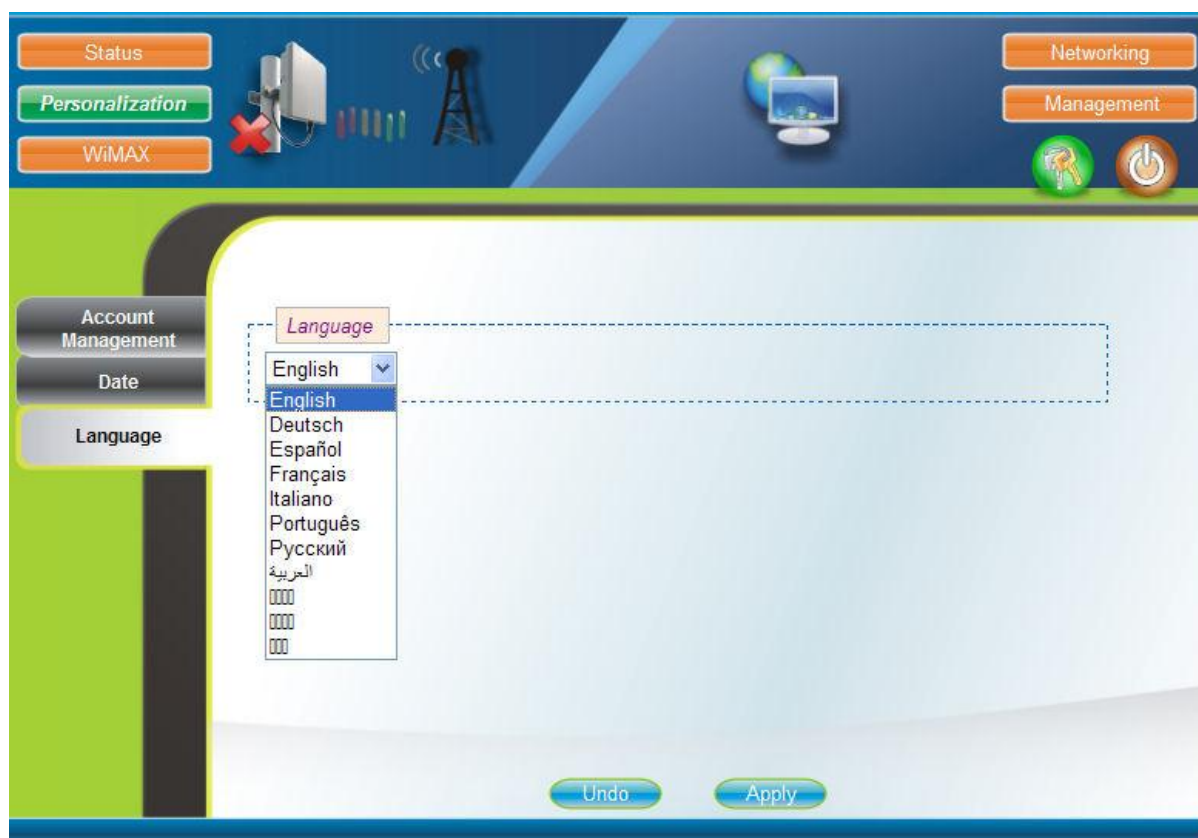 Status
Personalization
WiMAX
Networking
Management
Account
Management
Date
Language
Language
English
English
Deutsch
Español
Français
Italiano
Português
Русский
العربية
Undo
Apply